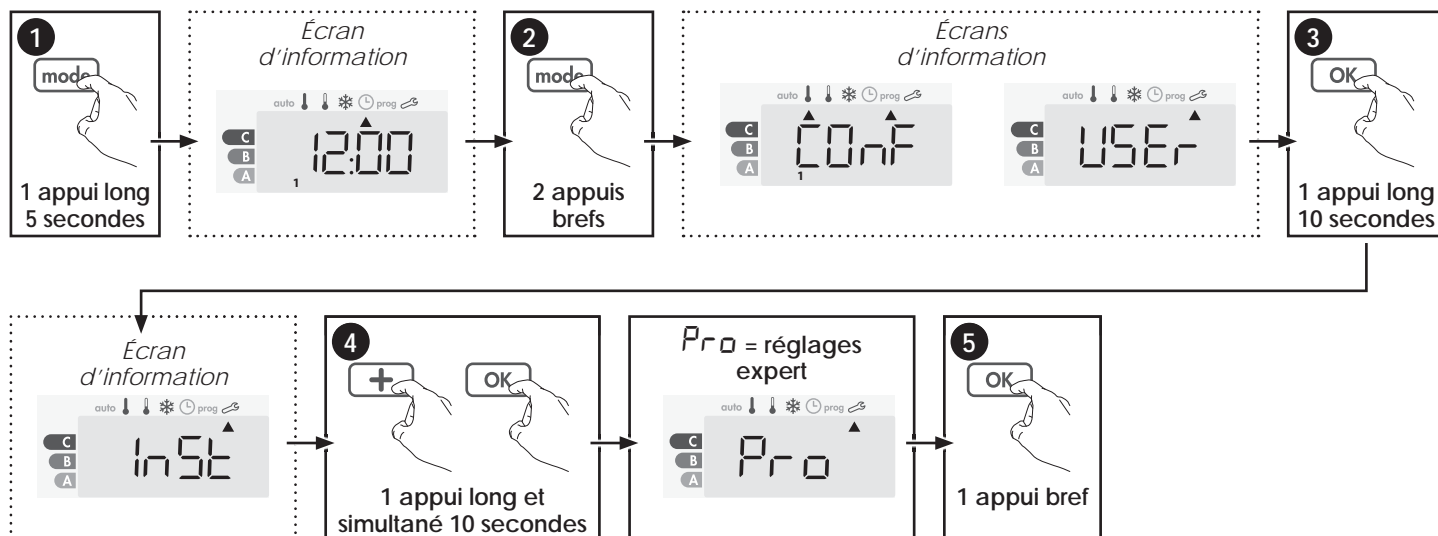 1
mode
1 appui long
5 secondes
Écran
d'information
auto prog
C
B
A
12:00
1
2
mode
2 appuis
brefs
Écrans
d'information
auto prog
C
B
A
COnF
1
auto prog
C
B
A
USEr
3
OK
1 appui long
10 secondes
Écran
d'information
auto prog
C
B
A
InSt
4
+
OK
1 appui long et
simultané 10 secondes
Pro = réglages
expert
auto prog
C
B
A
Pro
5
OK
1 appui bref